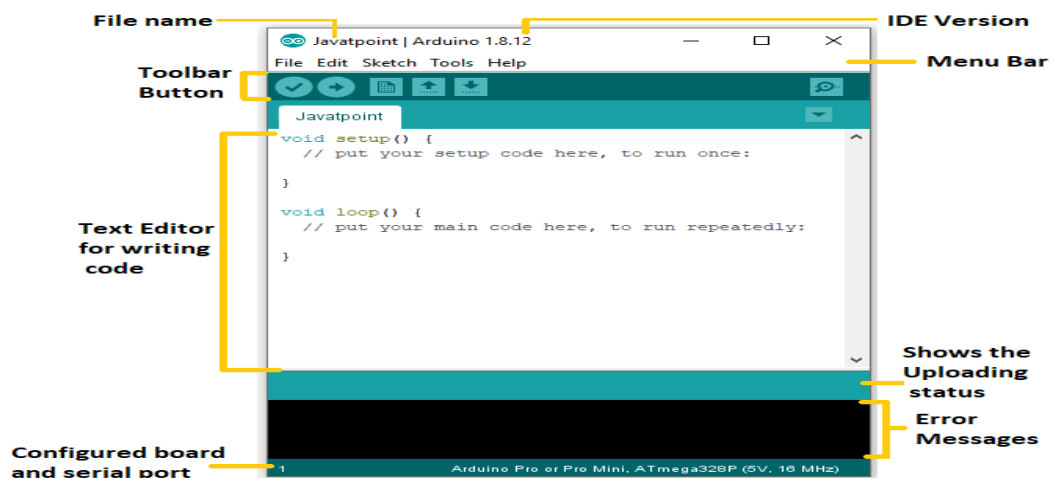 File name
IDE Version
Javatpoint | Arduino 1.8.12
File Edit Sketch Tools Help
Menu Bar
Toolbar
Button
Javatpoint
void setup() {
// put your setup code here, to run once:
}
void loop() {
// put your main code here, to run repeatedly:
}
Text Editor
for writing
code
Shows the
Uploading
status
Error
Messages
Configured board
and serial port
1
Arduino Pro or Pro Mini, ATmega328P (5V, 16 MHz)